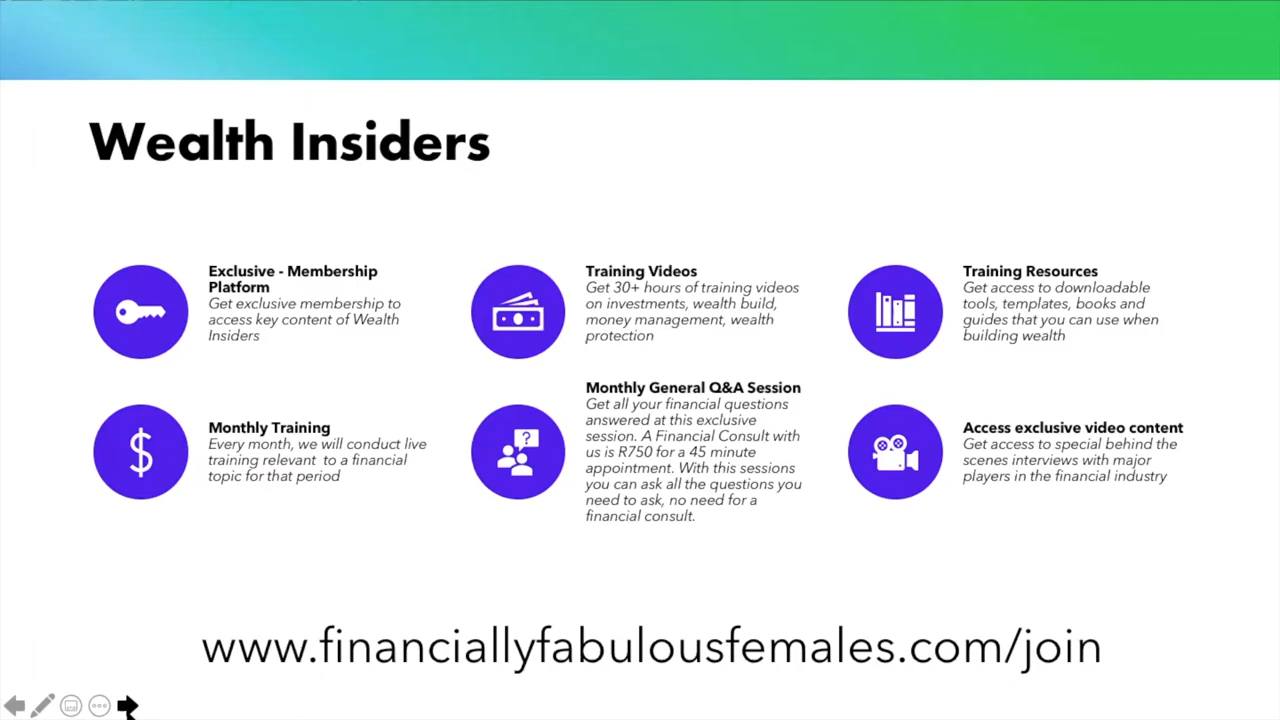 Wealth Insiders
Exclusive - Membership
Platform
Get exclusive membership to
access key content of Wealth
Insiders
Training Videos
Get 30+ hours of training videos
on investments, wealth build,
money management, wealth
protection
Training Resources
Get access to downloadable
tools, templates, books and
guides that you can use when
building wealth
Monthly Training
Every month, we will conduct live
training relevant  to a financial
topic for that period
Monthly General Q&A Session
Get all your financial questions
answered at this exclusive
session. A Financial Consult with
us is R750 for a 45 minute
appointment. With this sessions
you can ask all the questions you
need to ask, no need for a
financial consult.
Access exclusive video content
Get access to special behind the
scenes interviews with major
players in the financial industry
www.financiallyfabulousfemales.com/join